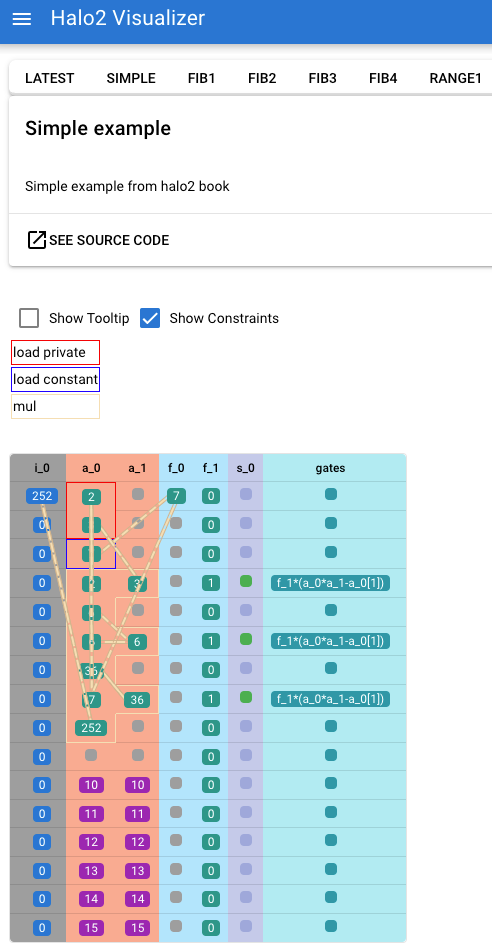 Halo2 Visualizer
LATEST SIMPLE FIB1 FIB2 FIB3 FIB4 RANGE1
Simple example
Simple example from halo2 book
SEE SOURCE CODE
Show Tooltip Show Constraints
load private
load constant
mul
i_0 a_0 a_1 f_0 f_1 s_0 gates
252 2 7 0
0 0
0 0
0 3 1 f_1*(a_0*a_1-a_0[1])
0 0
0 6 1 f_1*(a_0*a_1-a_0[1])
0 36 0
0 7 36 1 f_1*(a_0*a_1-a_0[1])
0 252 0
0 0
0 10 10 0
0 11 11 0
0 12 12 0
0 13 13 0
0 14 14 0
0 15 15 0